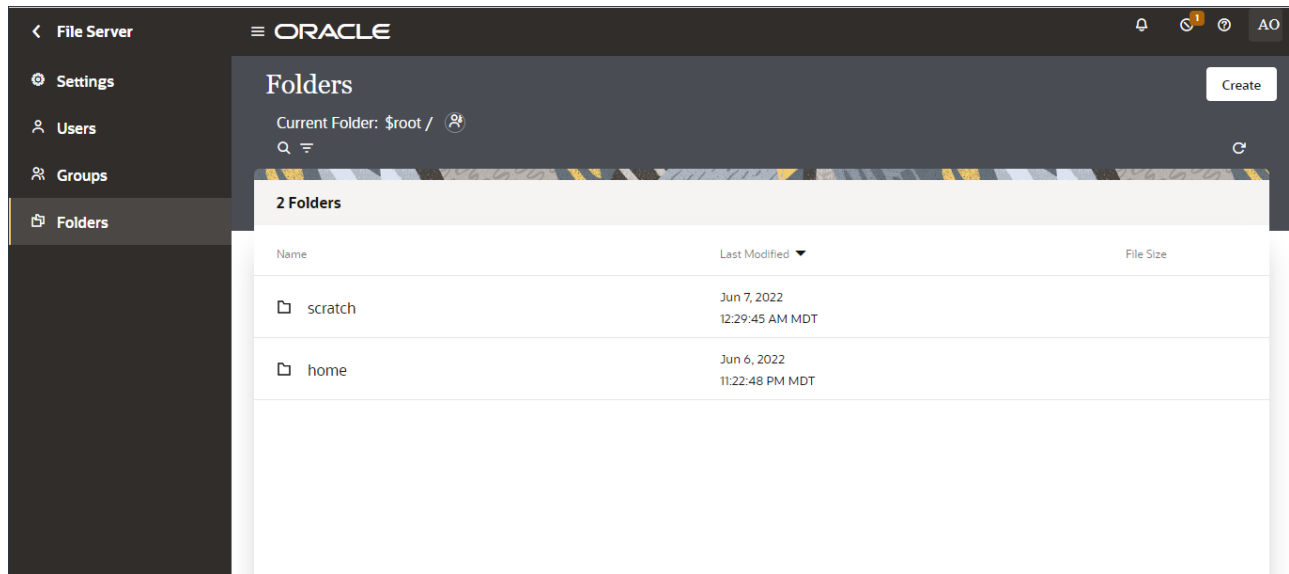 File Server
ORACLE
1
AO
Settings
Users
Groups
Folders
Folders
Create
Current Folder: $root /
2 Folders
Name Last Modified File Size
scratch Jun 7, 2022
12:29:45 AM MDT
home Jun 6, 2022
11:22:48 PM MDT